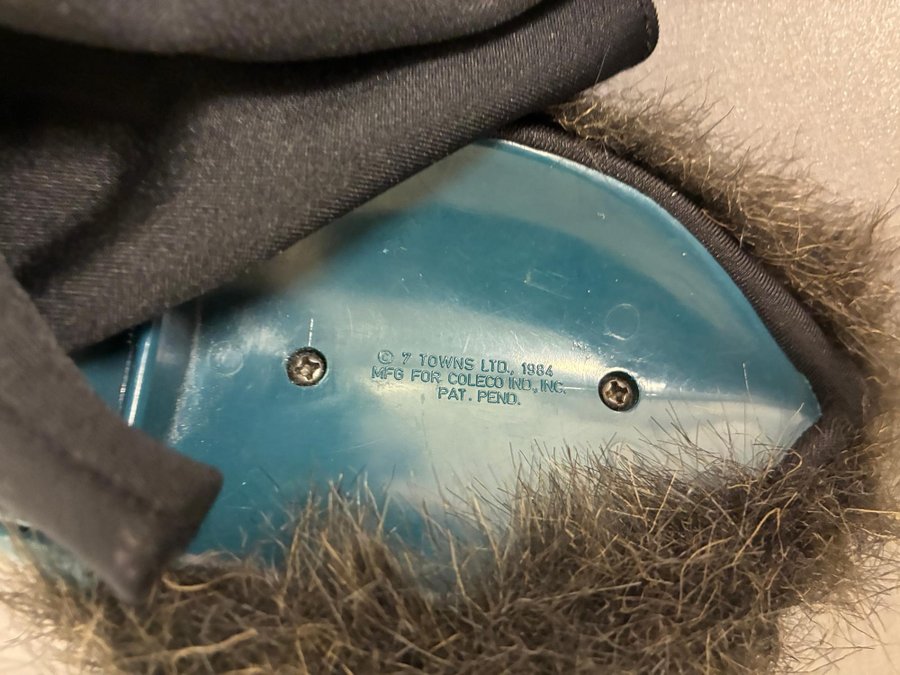 © 7 TOWNS LTD., 1984
MFG FOR COLECO IND., INC.
PAT. PEND.